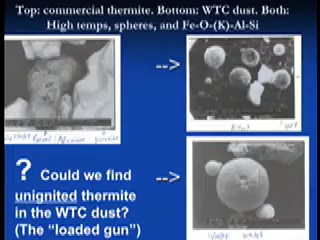 Top: commercial thermite. Bottom: WTC dust. Both:
High temps, spheres, and Fe-O-(K)-Al-Si
-->
? Could we find
unignited thermite
in the WTC dust?
(The “loaded gun”)
-->